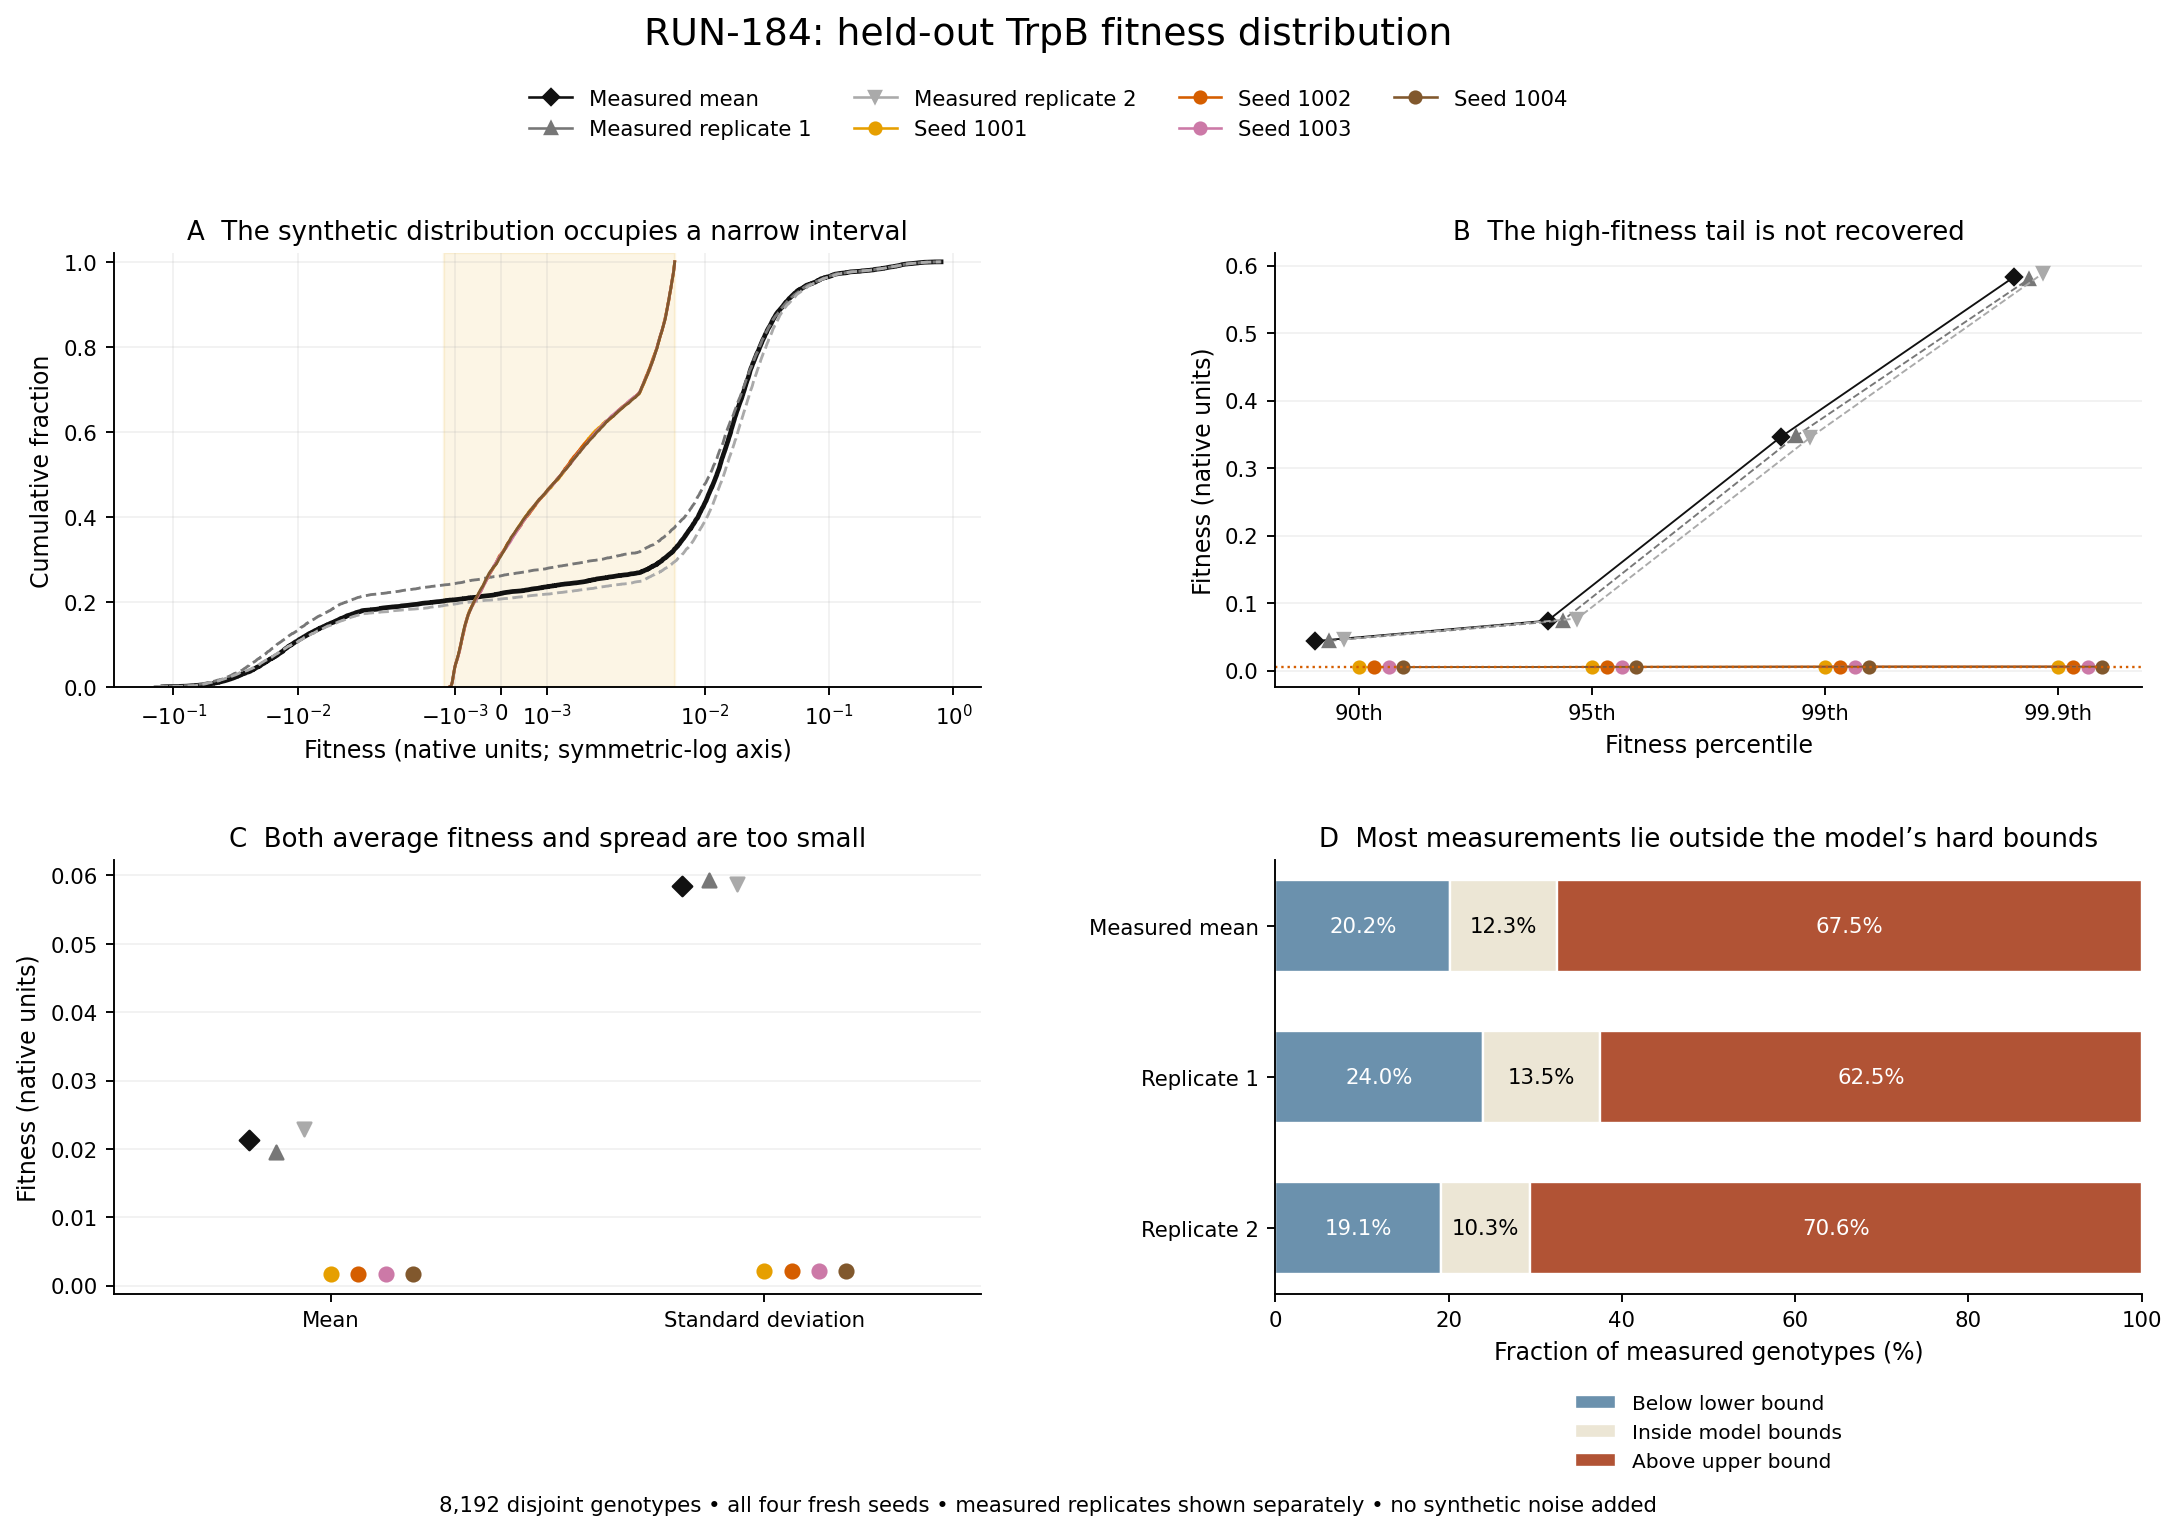 RUN-184: held-out TrpB fitness distribution
Measured mean
Measured replicate 1
Measured replicate 2
Seed 1001
Seed 1002
Seed 1003
Seed 1004
A The synthetic distribution occupies a narrow interval
Cumulative fraction
1.0
0.8
0.6
0.4
0.2
0.0
−10⁻¹ −10⁻² −10⁻³ 0 10⁻³ 10⁻² 10⁻¹ 10⁰
Fitness (native units; symmetric-log axis)
B The high-fitness tail is not recovered
Fitness (native units)
0.6
0.5
0.4
0.3
0.2
0.1
0.0
90th 95th 99th 99.9th
Fitness percentile
C Both average fitness and spread are too small
Fitness (native units)
0.06
0.05
0.04
0.03
0.02
0.01
0.00
Mean Standard deviation
D Most measurements lie outside the model’s hard bounds
Measured mean 20.2% 12.3% 67.5%
Replicate 1 24.0% 13.5% 62.5%
Replicate 2 19.1% 10.3% 70.6%
0 20 40 60 80 100
Fraction of measured genotypes (%)
Below lower bound
Inside model bounds
Above upper bound
8,192 disjoint genotypes • all four fresh seeds • measured replicates shown separately • no synthetic noise added